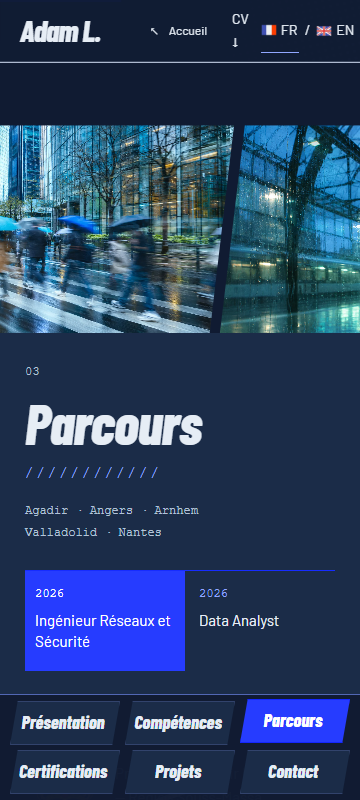 Adam L.
↖ Accueil
CV ↓
🇫🇷 FR / 🇬🇧 EN
03
Parcours
/ / / / / / / / / / / /
Agadir · Angers · Arnhem
Valladolid · Nantes
2026
Ingénieur Réseaux et
Sécurité
2026
Data Analyst
Présentation
Compétences
Parcours
Certifications
Projets
Contact